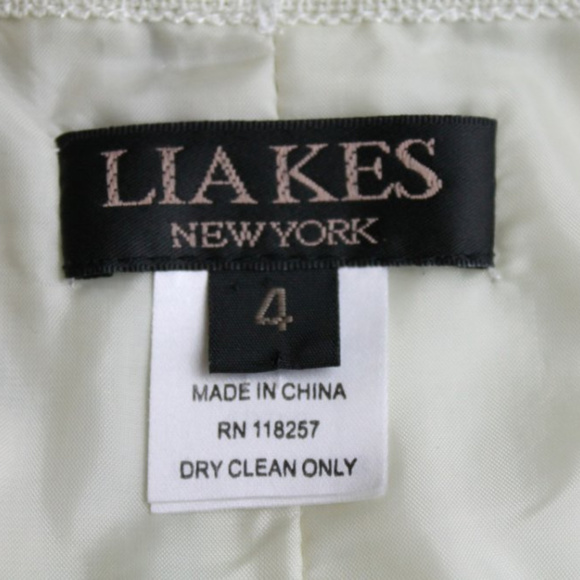 LIA KES
NEW YORK
4
MADE IN CHINA
RN 118257
DRY CLEAN ONLY